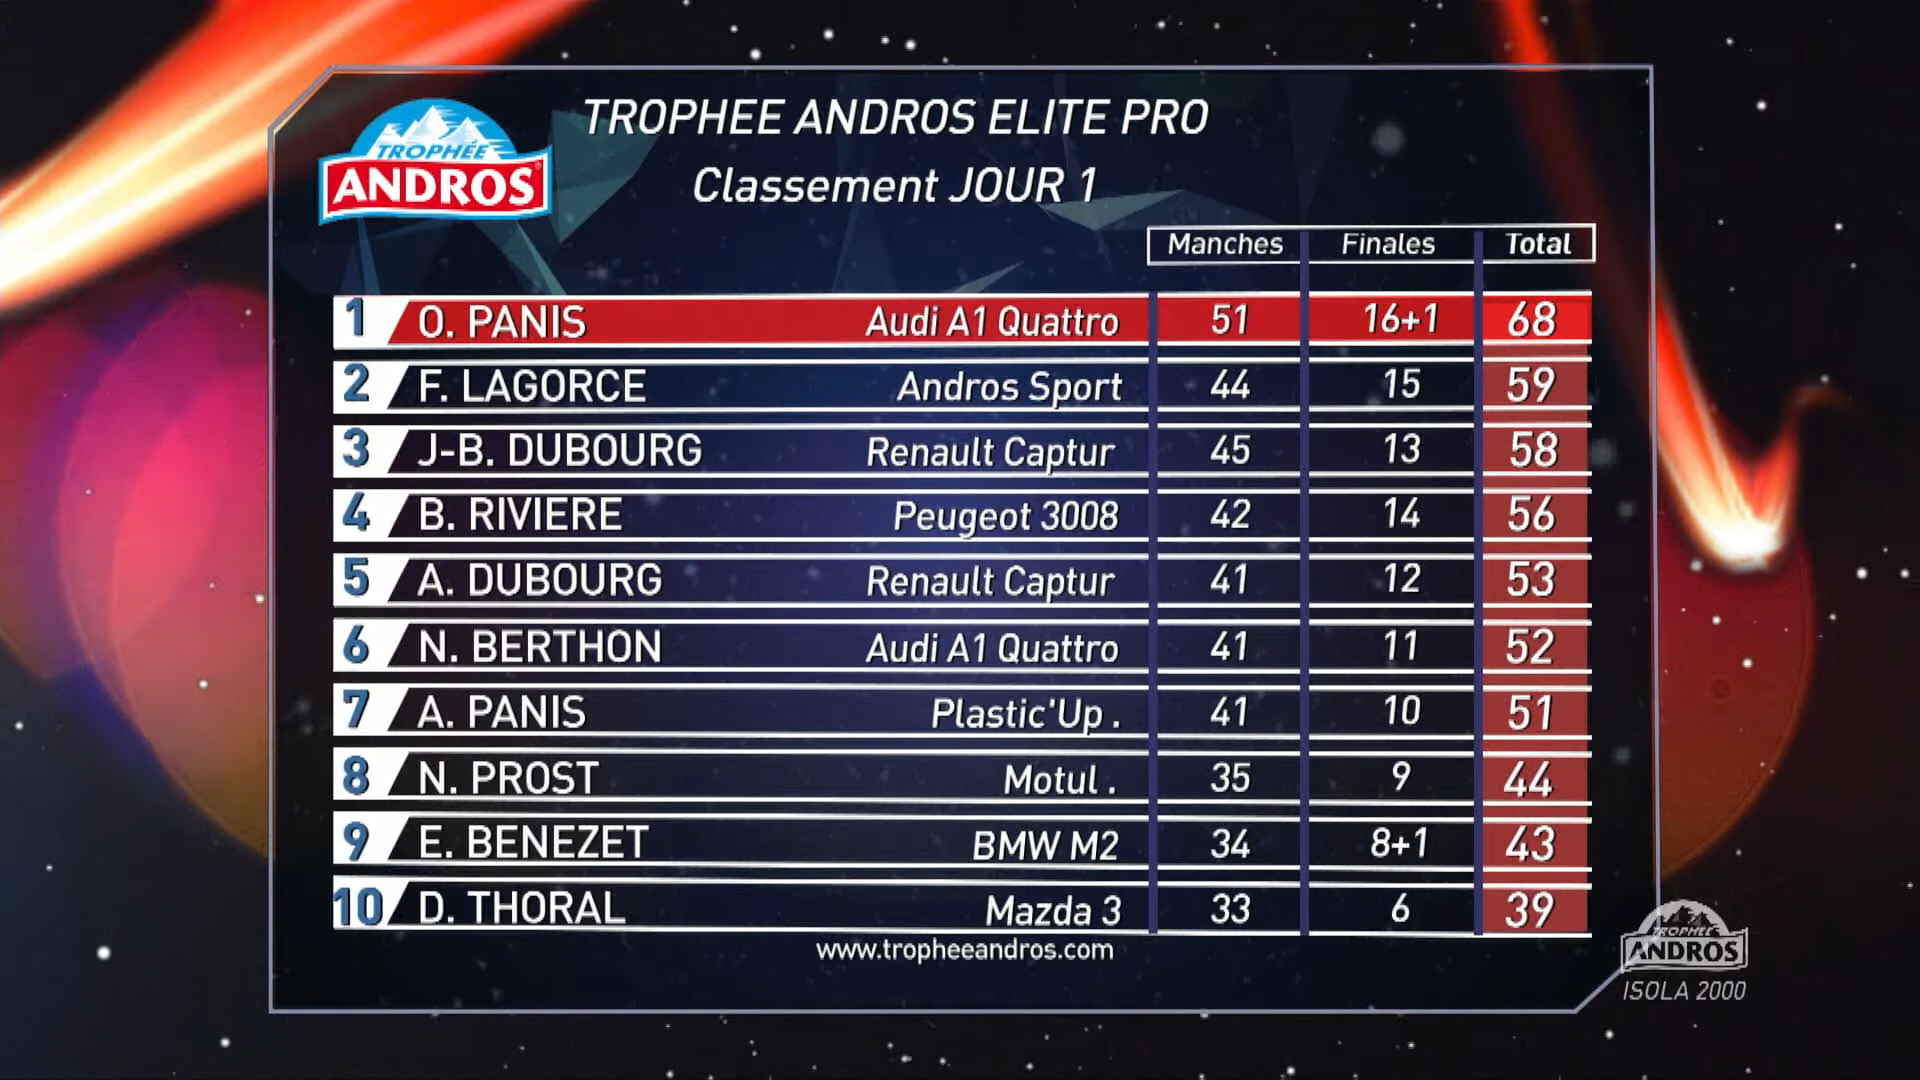 TROPHEE ANDROS ELITE PRO
TROPHÉE
ANDROS
Classement JOUR 1
Manches Finales Total
1 O. PANIS Audi A1 Quattro 51 16+1 68
2 F. LAGORCE Andros Sport 44 15 59
3 J-B. DUBOURG Renault Captur 45 13 58
4 B. RIVIERE Peugeot 3008 42 14 56
5 A. DUBOURG Renault Captur 41 12 53
6 N. BERTHON Audi A1 Quattro 41 11 52
7 A. PANIS Plastic'Up . 41 10 51
8 N. PROST Motul . 35 9 44
9 E. BENEZET BMW M2 34 8+1 43
10 D. THORAL Mazda 3 33 6 39
www.tropheeandros.com
TROPHÉE
ANDROS
ISOLA 2000